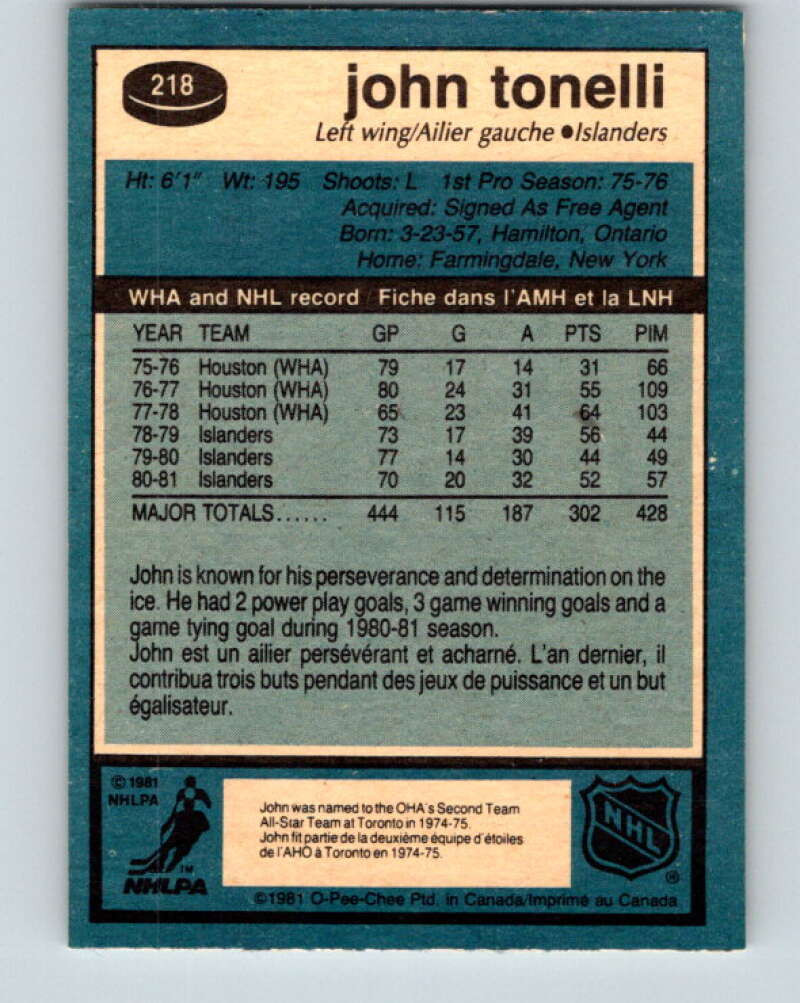 218
john tonelli
Left wing/Ailier gauche ●Islanders
Ht: 6'1" Wt: 195 Shoots: L 1st Pro Season: 75-76
Acquired: Signed As Free Agent
Born: 3-23-57, Hamilton, Ontario
Home: Farmingdale, New York
WHA and NHL record / Fiche dans l'AMH et la LNH
YEAR TEAM GP G A PTS PIM
75-76 Houston (WHA) 79 17 14 31 66
76-77 Houston (WHA) 80 24 31 55 109
77-78 Houston (WHA) 65 23 41 64 103
78-79 Islanders 73 17 39 56 44
79-80 Islanders 77 14 30 44 49
80-81 Islanders 70 20 32 52 57
MAJOR TOTALS...... 444 115 187 302 428
John is known for his perseverance and determination on the
ice. He had 2 power play goals, 3 game winning goals and a
game tying goal during 1980-81 season.
John est un ailier persévérant et acharné. L'an dernier, il
contribua trois buts pendant des jeux de puissance et un but
égalisateur.
©1981
NHLPA
TM
NHLPA
John was named to the OHA's Second Team
All-Star Team at Toronto in 1974-75.
John fit partie de la deuxième équipe d'étoiles
de l'AHO à Toronto en 1974-75.
NHL
®
©1981 O-Pee-Chee Ptd. in Canada/Imprimé au Canada